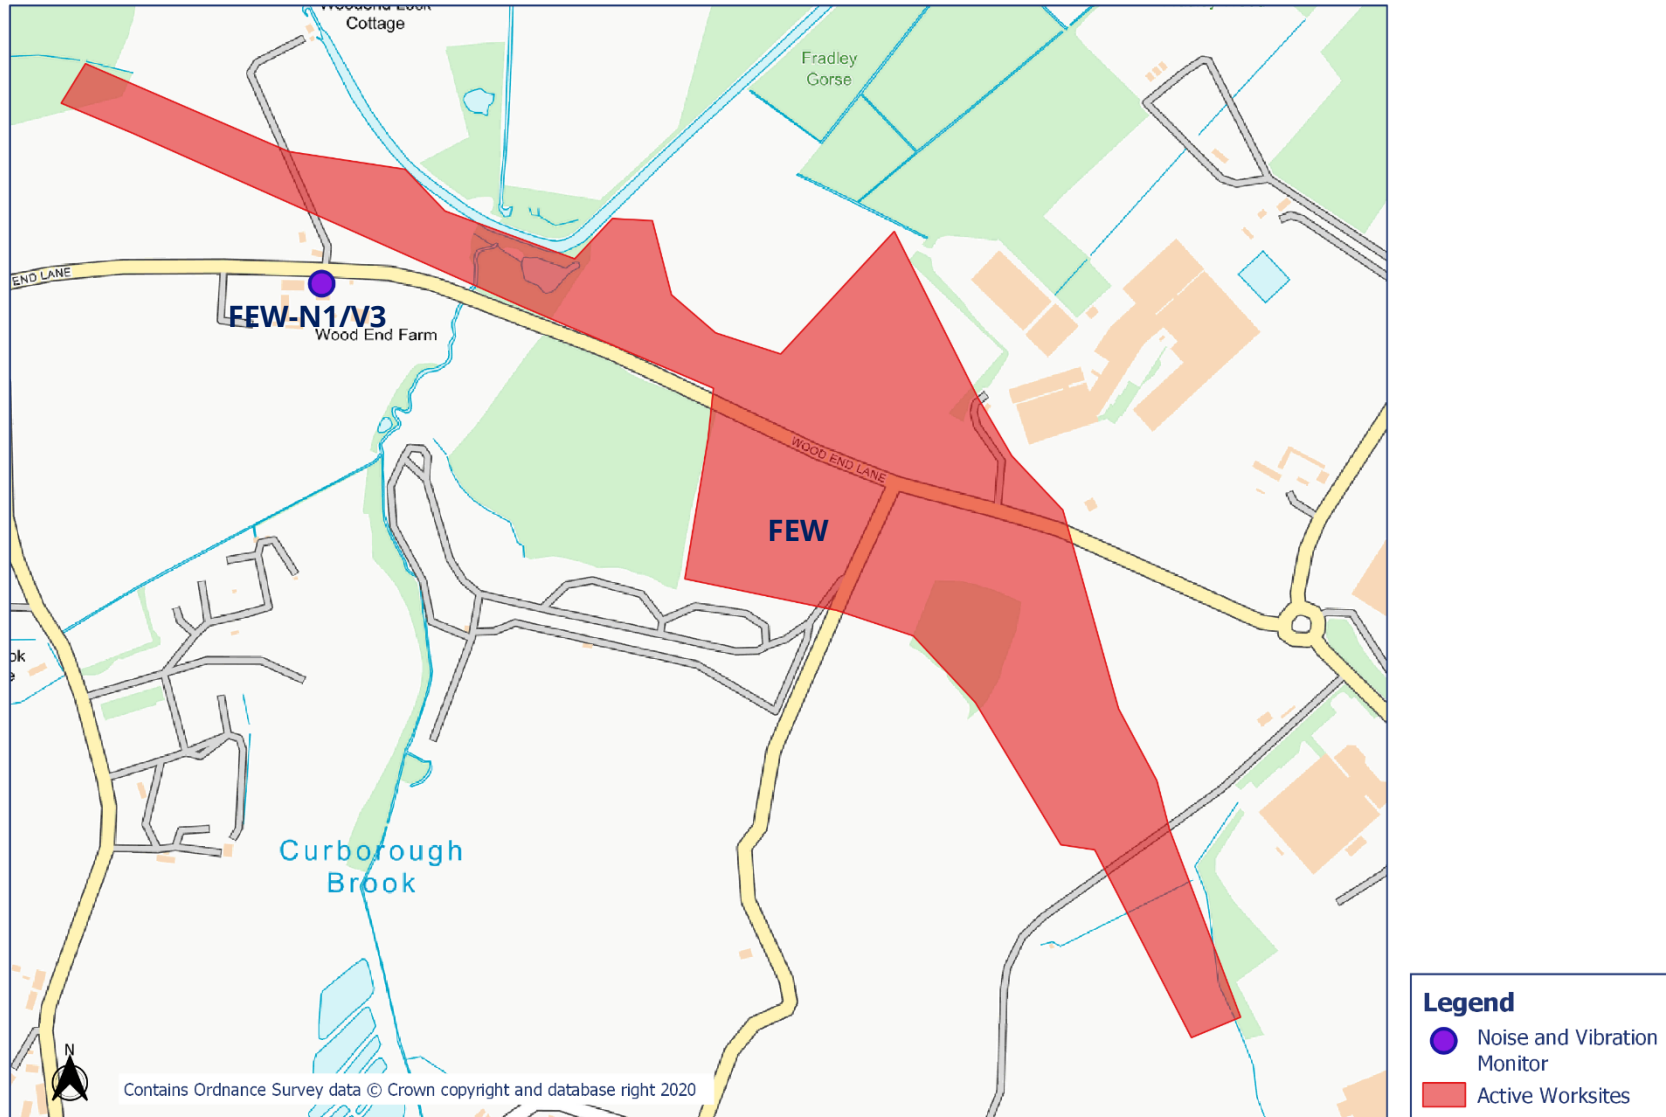 Cottage
Fradley
Gorse
END LANE
FEW-N1/V3
Wood End Farm
WOOD END LANE
FEW
Curborough
Brook
N
Contains Ordnance Survey data © Crown copyright and database right 2020
Legend
Noise and Vibration
Monitor
Active Worksites